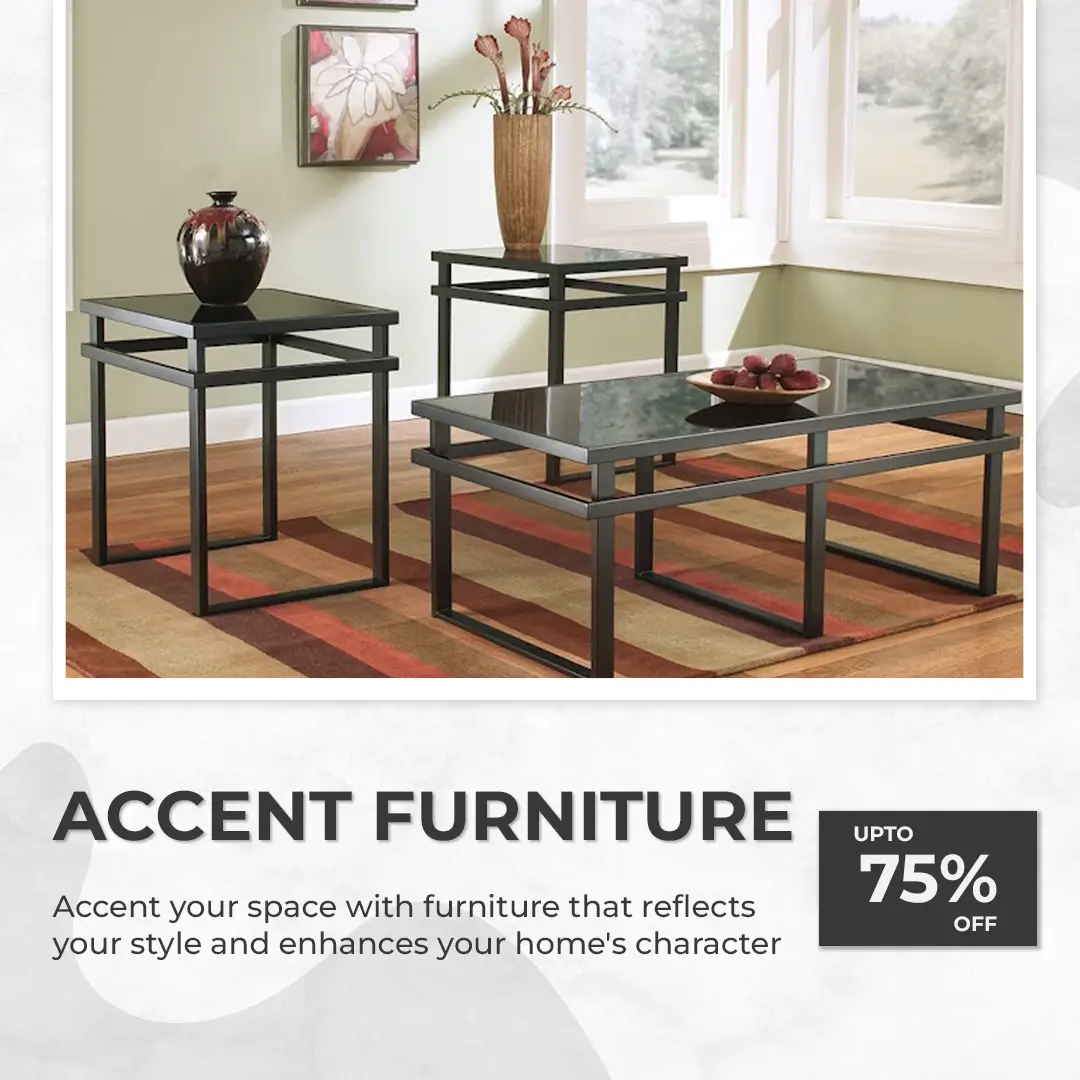 ACCENT FURNITURE
Accent your space with furniture that reflects
your style and enhances your home's character
UPTO
75%
OFF